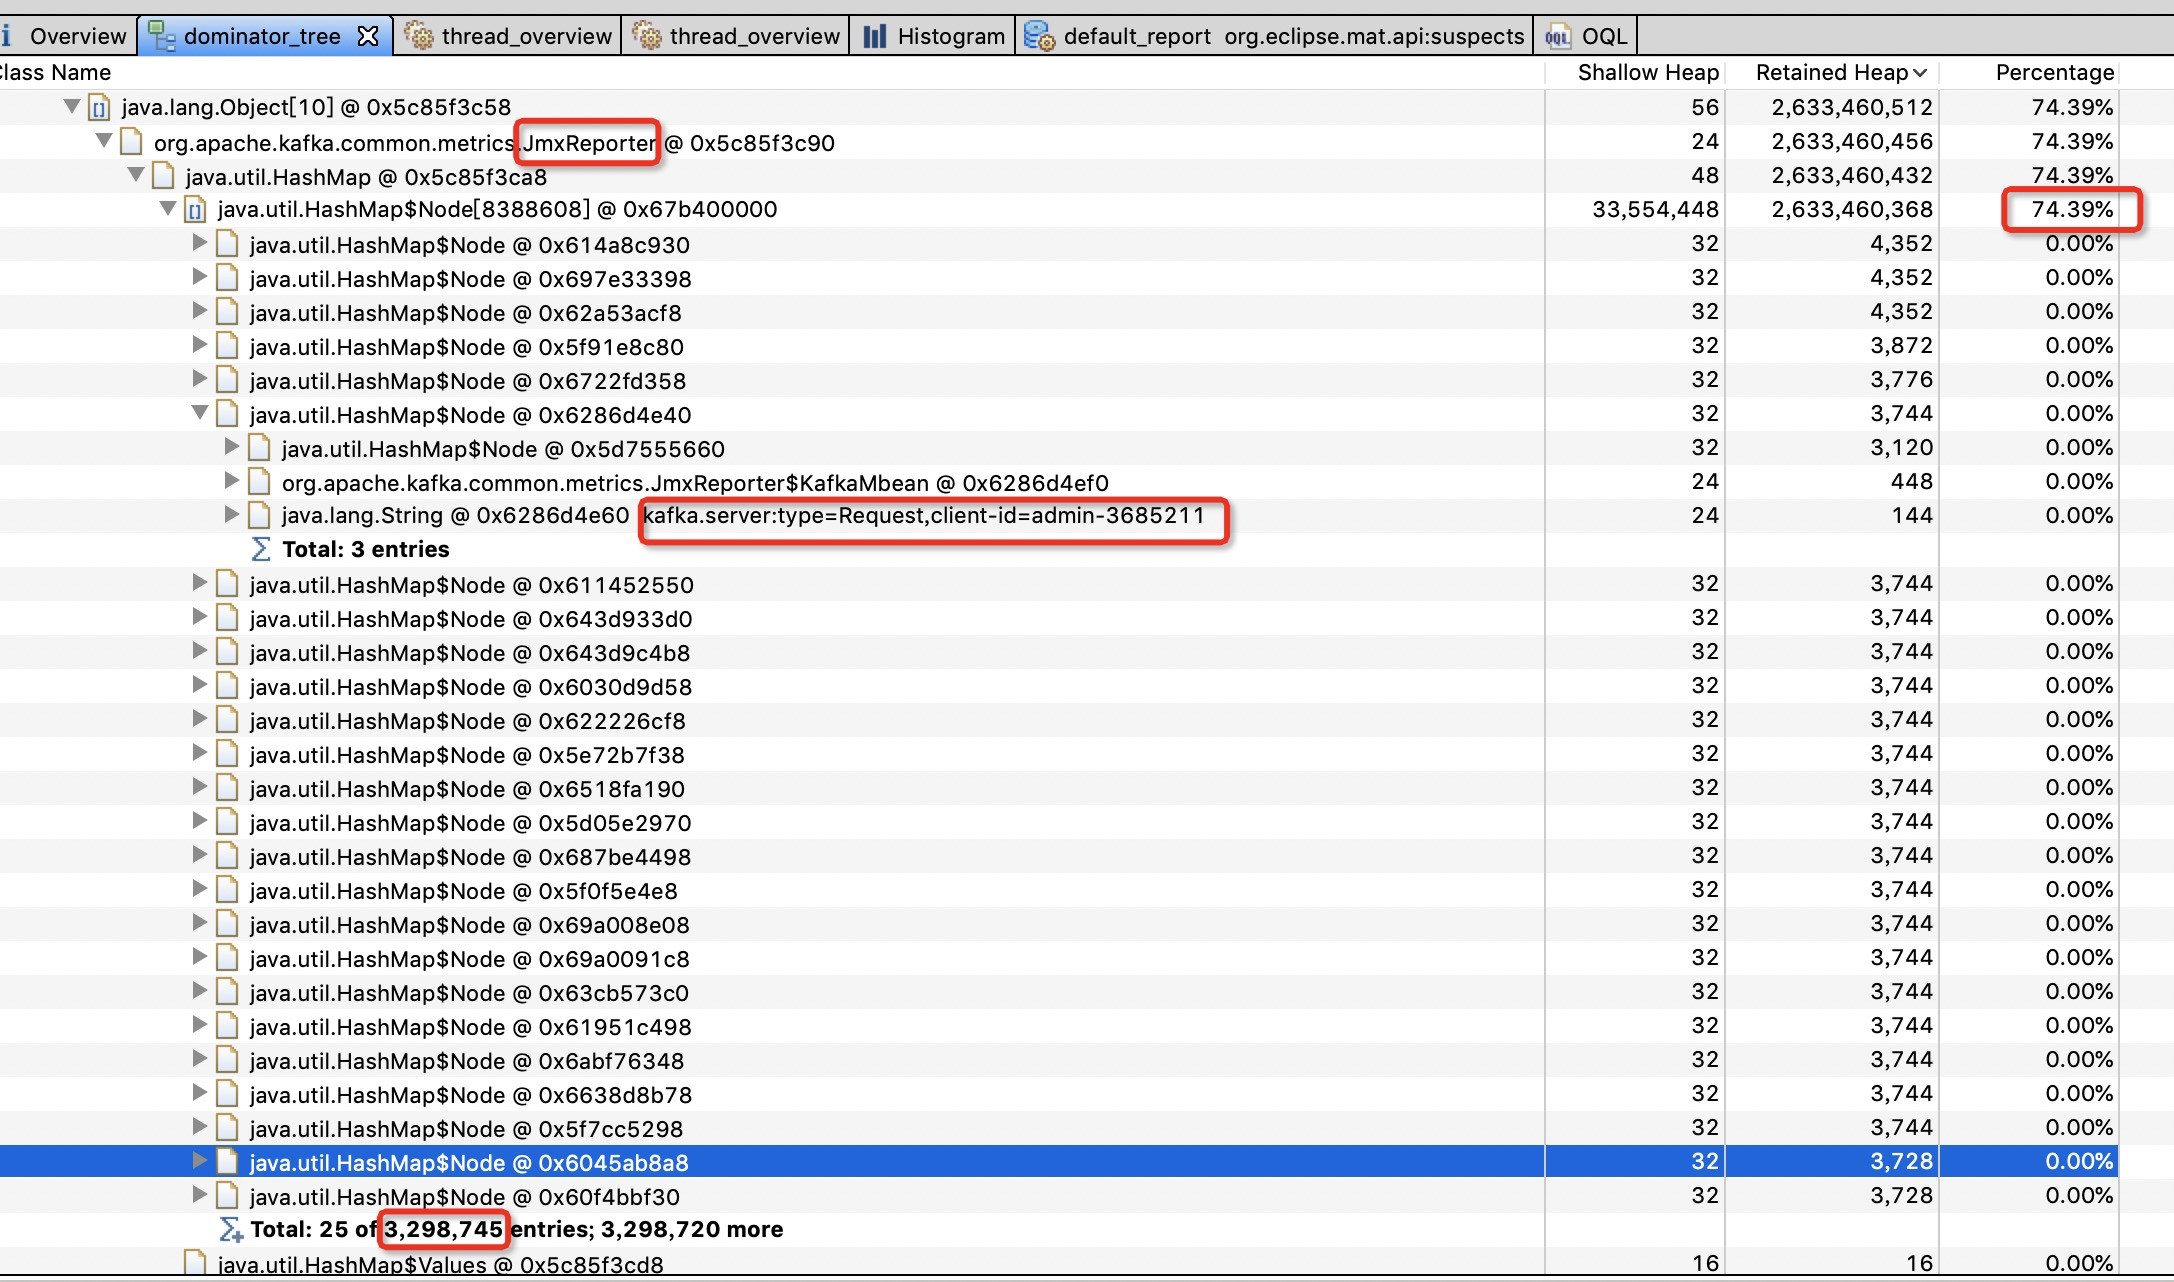 Overview dominator_tree thread_overview thread_overview Histogram default_report org.eclipse.mat.api:suspects OQL
Class Name Shallow Heap Retained Heap Percentage
java.lang.Object[10] @ 0x5c85f3c58 56 2,633,460,512 74.39%
org.apache.kafka.common.metrics.JmxReporter @ 0x5c85f3c90 24 2,633,460,456 74.39%
java.util.HashMap @ 0x5c85f3ca8 48 2,633,460,432 74.39%
java.util.HashMap$Node[8388608] @ 0x67b400000 33,554,448 2,633,460,368 74.39%
java.util.HashMap$Node @ 0x614a8c930 32 4,352 0.00%
java.util.HashMap$Node @ 0x697e33398 32 4,352 0.00%
java.util.HashMap$Node @ 0x62a53acf8 32 4,352 0.00%
java.util.HashMap$Node @ 0x5f91e8c80 32 3,872 0.00%
java.util.HashMap$Node @ 0x6722fd358 32 3,776 0.00%
java.util.HashMap$Node @ 0x6286d4e40 32 3,744 0.00%
java.util.HashMap$Node @ 0x5d7555660 32 3,120 0.00%
org.apache.kafka.common.metrics.JmxReporter$KafkaMbean @ 0x6286d4ef0 24 448 0.00%
java.lang.String @ 0x6286d4e60 kafka.server:type=Request,client-id=admin-3685211 24 144 0.00%
Total: 3 entries
java.util.HashMap$Node @ 0x611452550 32 3,744 0.00%
java.util.HashMap$Node @ 0x643d933d0 32 3,744 0.00%
java.util.HashMap$Node @ 0x643d9c4b8 32 3,744 0.00%
java.util.HashMap$Node @ 0x6030d9d58 32 3,744 0.00%
java.util.HashMap$Node @ 0x622226cf8 32 3,744 0.00%
java.util.HashMap$Node @ 0x5e72b7f38 32 3,744 0.00%
java.util.HashMap$Node @ 0x6518fa190 32 3,744 0.00%
java.util.HashMap$Node @ 0x5d05e2970 32 3,744 0.00%
java.util.HashMap$Node @ 0x687be4498 32 3,744 0.00%
java.util.HashMap$Node @ 0x5f0f5e4e8 32 3,744 0.00%
java.util.HashMap$Node @ 0x69a008e08 32 3,744 0.00%
java.util.HashMap$Node @ 0x69a0091c8 32 3,744 0.00%
java.util.HashMap$Node @ 0x63cb573c0 32 3,744 0.00%
java.util.HashMap$Node @ 0x61951c498 32 3,744 0.00%
java.util.HashMap$Node @ 0x6abf76348 32 3,744 0.00%
java.util.HashMap$Node @ 0x6638d8b78 32 3,744 0.00%
java.util.HashMap$Node @ 0x5f7cc5298 32 3,744 0.00%
java.util.HashMap$Node @ 0x6045ab8a8 32 3,728 0.00%
java.util.HashMap$Node @ 0x60f4bbf30 32 3,728 0.00%
Total: 25 of 3,298,745 entries; 3,298,720 more
java.util.HashMap$Values @ 0x5c85f3cd8 16 16 0.00%